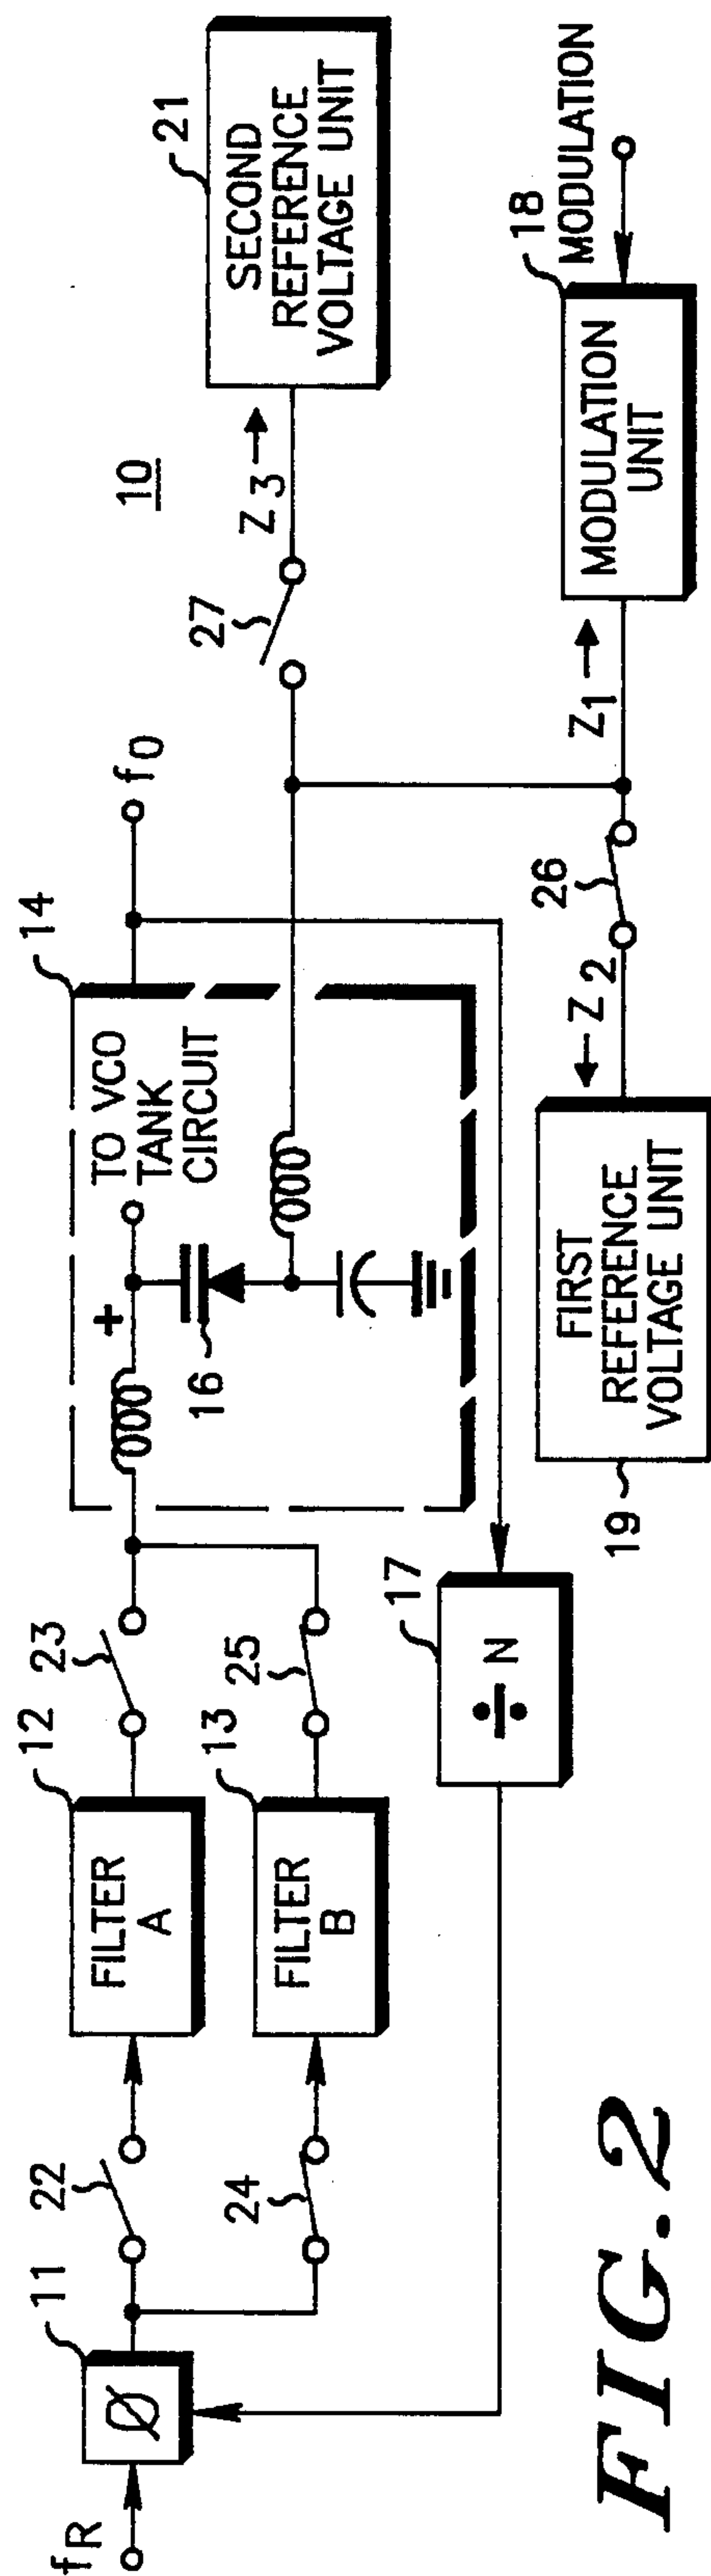 f_R
11
Ø
22
24
12
FILTER
A
13
FILTER
B
23
25
14
TO VCO
TANK
CIRCUIT
+
16
f_O
17
÷ N
10
27
Z3
21
SECOND
REFERENCE
VOLTAGE UNIT
19
FIRST
REFERENCE
VOLTAGE UNIT
Z2
26
Z1
18
MODULATION
UNIT
MODULATION
FIG. 2